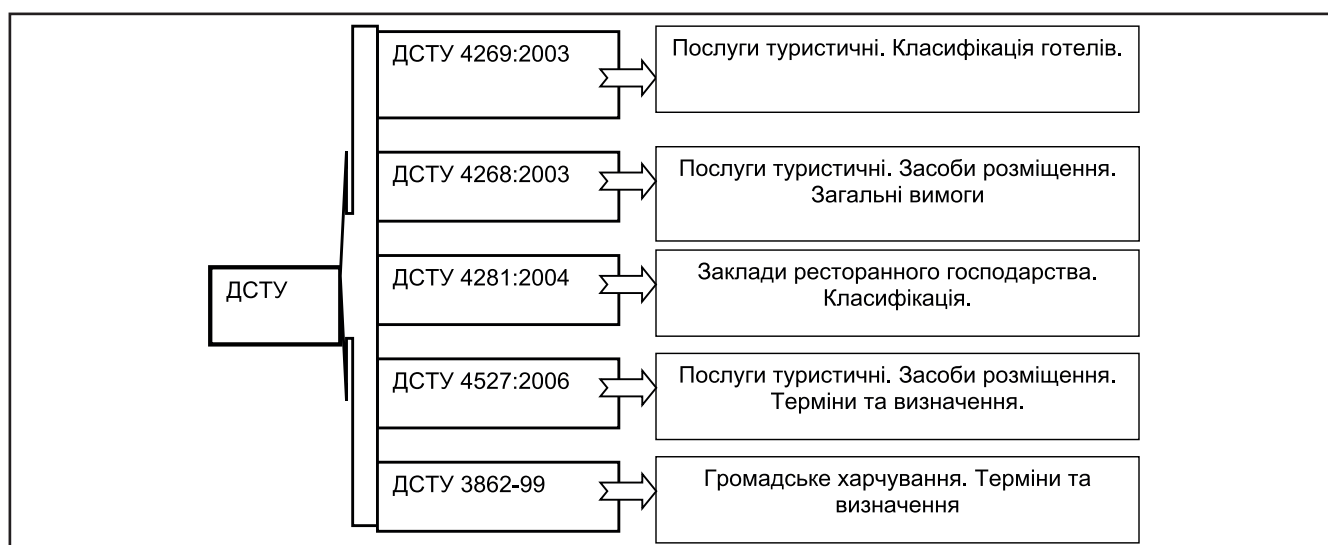 ДСТУ
ДСТУ 4269:2003
Послуги туристичні. Класифікація готелів.
ДСТУ 4268:2003
Послуги туристичні. Засоби розміщення.
Загальні вимоги
ДСТУ 4281:2004
Заклади ресторанного господарства.
Класифікація.
ДСТУ 4527:2006
Послуги туристичні. Засоби розміщення.
Терміни та визначення.
ДСТУ 3862-99
Громадське харчування. Терміни та
визначення